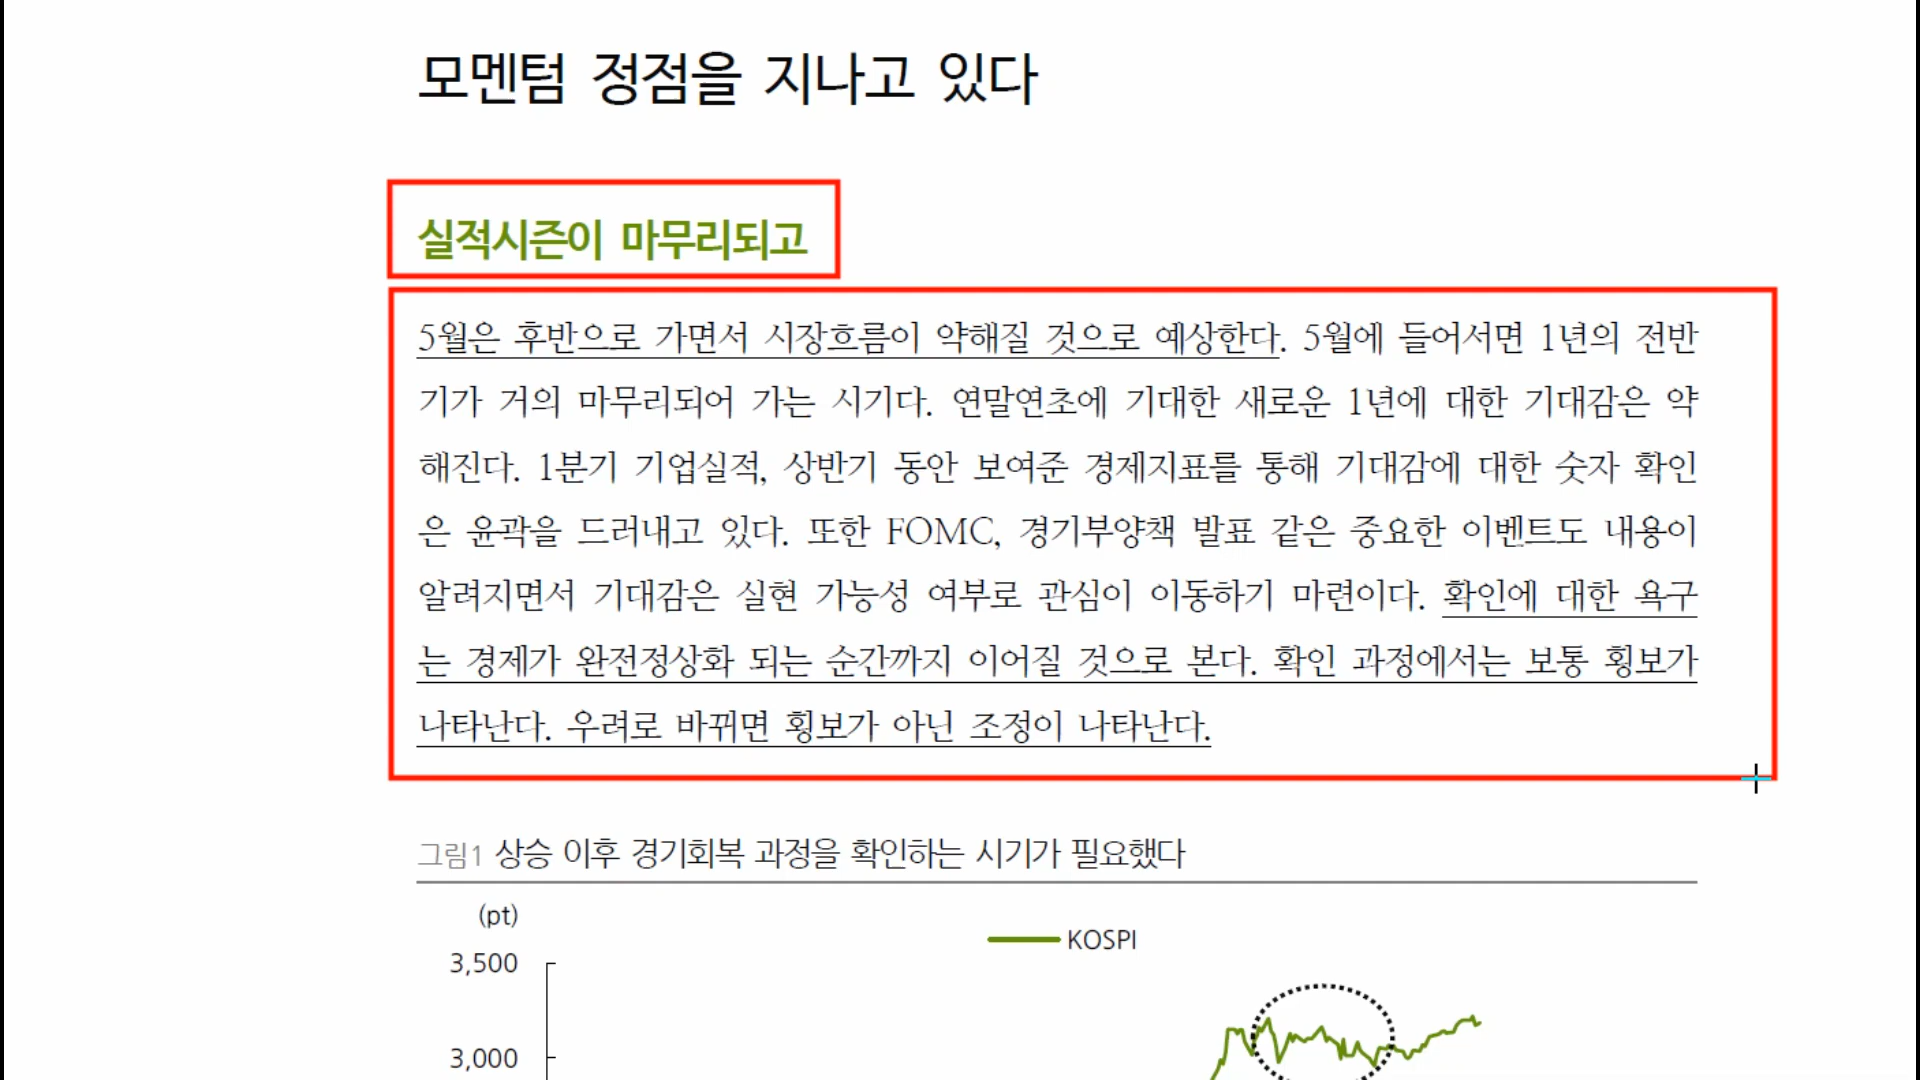 모멘텀 정점을 지나고 있다
실적시즌이 마무리되고
5월은 후반으로 가면서 시장흐름이 약해질 것으로 예상한다. 5월에 들어서면 1년의 전반
기가 거의 마무리되어 가는 시기다. 연말연초에 기대한 새로운 1년에 대한 기대감은 약
해진다. 1분기 기업실적, 상반기 동안 보여준 경제지표를 통해 기대감에 대한 숫자 확인
은 윤곽을 드러내고 있다. 또한 FOMC, 경기부양책 발표 같은 중요한 이벤트도 내용이
알려지면서 기대감은 실현 가능성 여부로 관심이 이동하기 마련이다. 확인에 대한 욕구
는 경제가 완전정상화 되는 순간까지 이어질 것으로 본다. 확인 과정에서는 보통 횡보가
나타난다. 우려로 바뀌면 횡보가 아닌 조정이 나타난다.
그림1 상승 이후 경기회복 과정을 확인하는 시기가 필요했다
(pt)
KOSPI
3,500
3,000